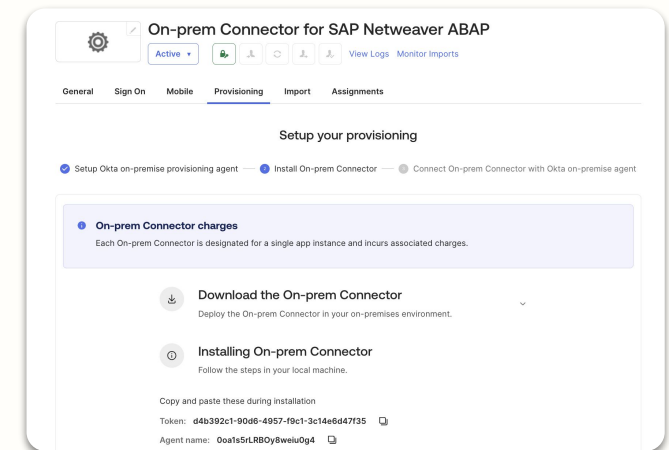 On-prem Connector for SAP Netweaver ABAP
Active
View Logs Monitor Imports
General Sign On Mobile Provisioning Import Assignments
Setup your provisioning
Setup Okta on-premise provisioning agent Install On-prem Connector Connect On-prem Connector with Okta on-premise agent
On-prem Connector charges
Each On-prem Connector is designated for a single app instance and incurs associated charges.
Download the On-prem Connector
Deploy the On-prem Connector in your on-premises environment.
Installing On-prem Connector
Follow the steps in your local machine.
Copy and paste these during installation
Token: d4b392c1-90d6-4957-f9c1-3c14e6d47f35
Agent name: 0oa1s5rLRBOy8weiu0g4